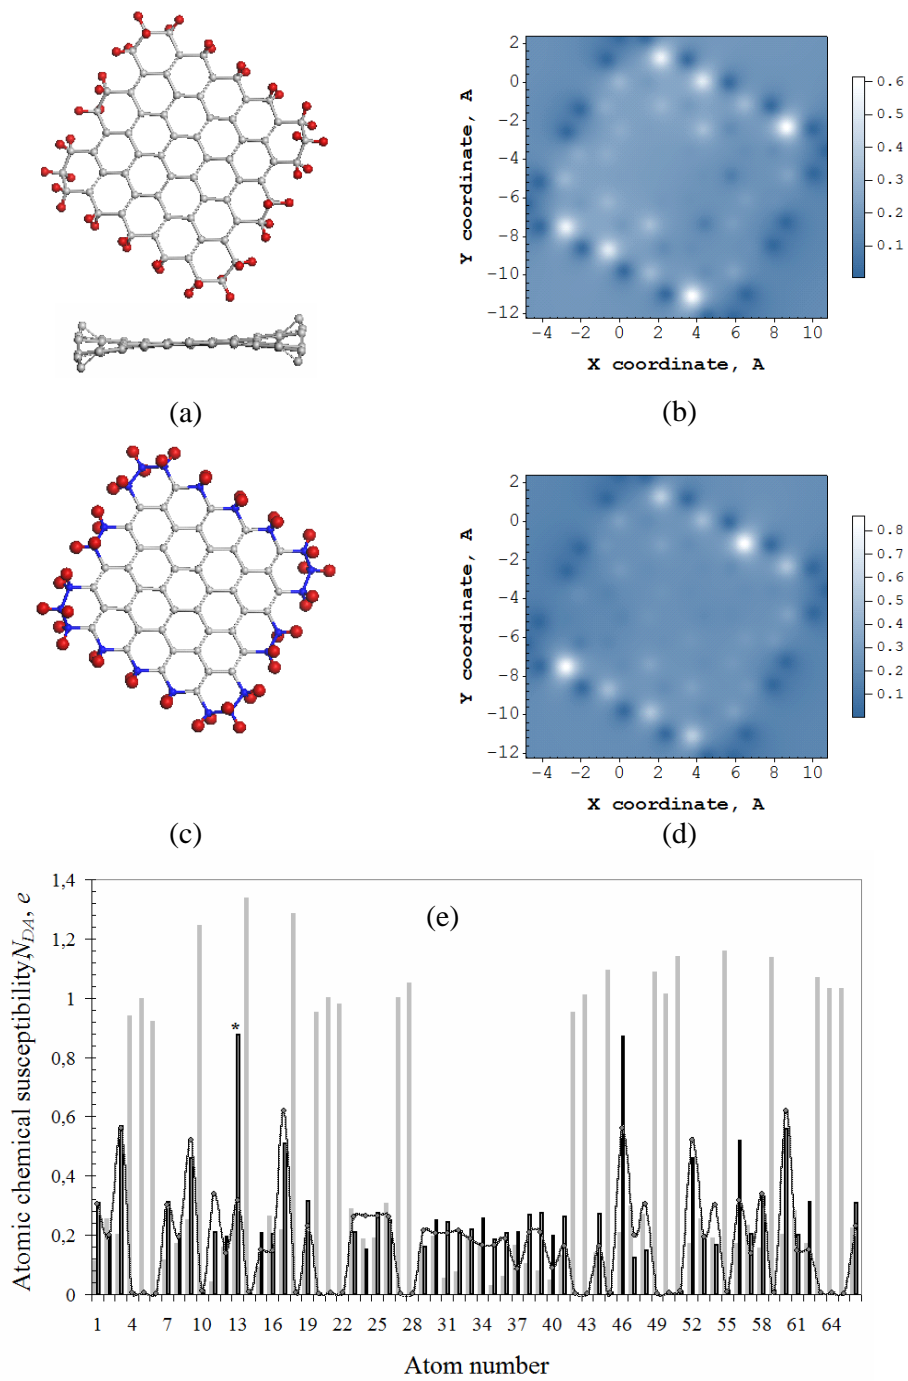 2
0
-2
-4
-6
-8
-10
-12
Y coordinate, A
-4 -2 0 2 4 6 8 10
X coordinate, A
0.6
0.5
0.4
0.3
0.2
0.1
(a)
(b)
2
0
-2
-4
-6
-8
-10
-12
Y coordinate, A
-4 -2 0 2 4 6 8 10
X coordinate, A
0.8
0.7
0.6
0.5
0.4
0.3
0.2
0.1
(c)
(d)
(e)
Atomic chemical susceptibility N_DA, e
1,4
1,2
1
0,8
0,6
0,4
0,2
0
*
1 4 7 10 13 16 19 22 25 28 31 34 37 40 43 46 49 52 55 58 61 64
Atom number